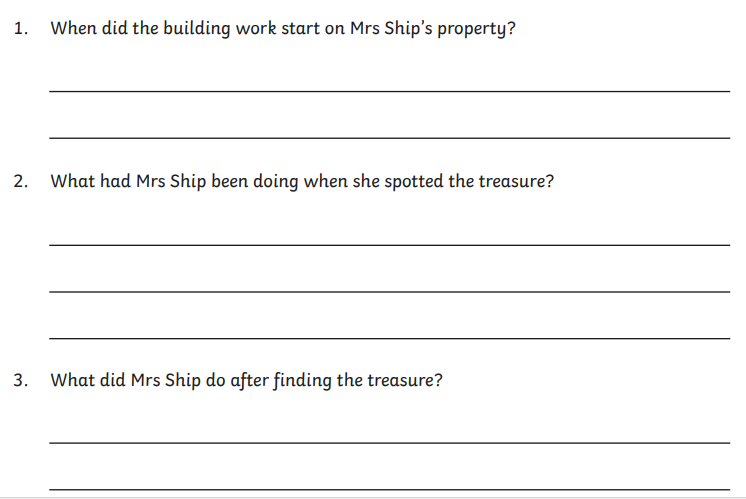 1. When did the building work start on Mrs Ship's property?
2. What had Mrs Ship been doing when she spotted the treasure?
3. What did Mrs Ship do after finding the treasure?